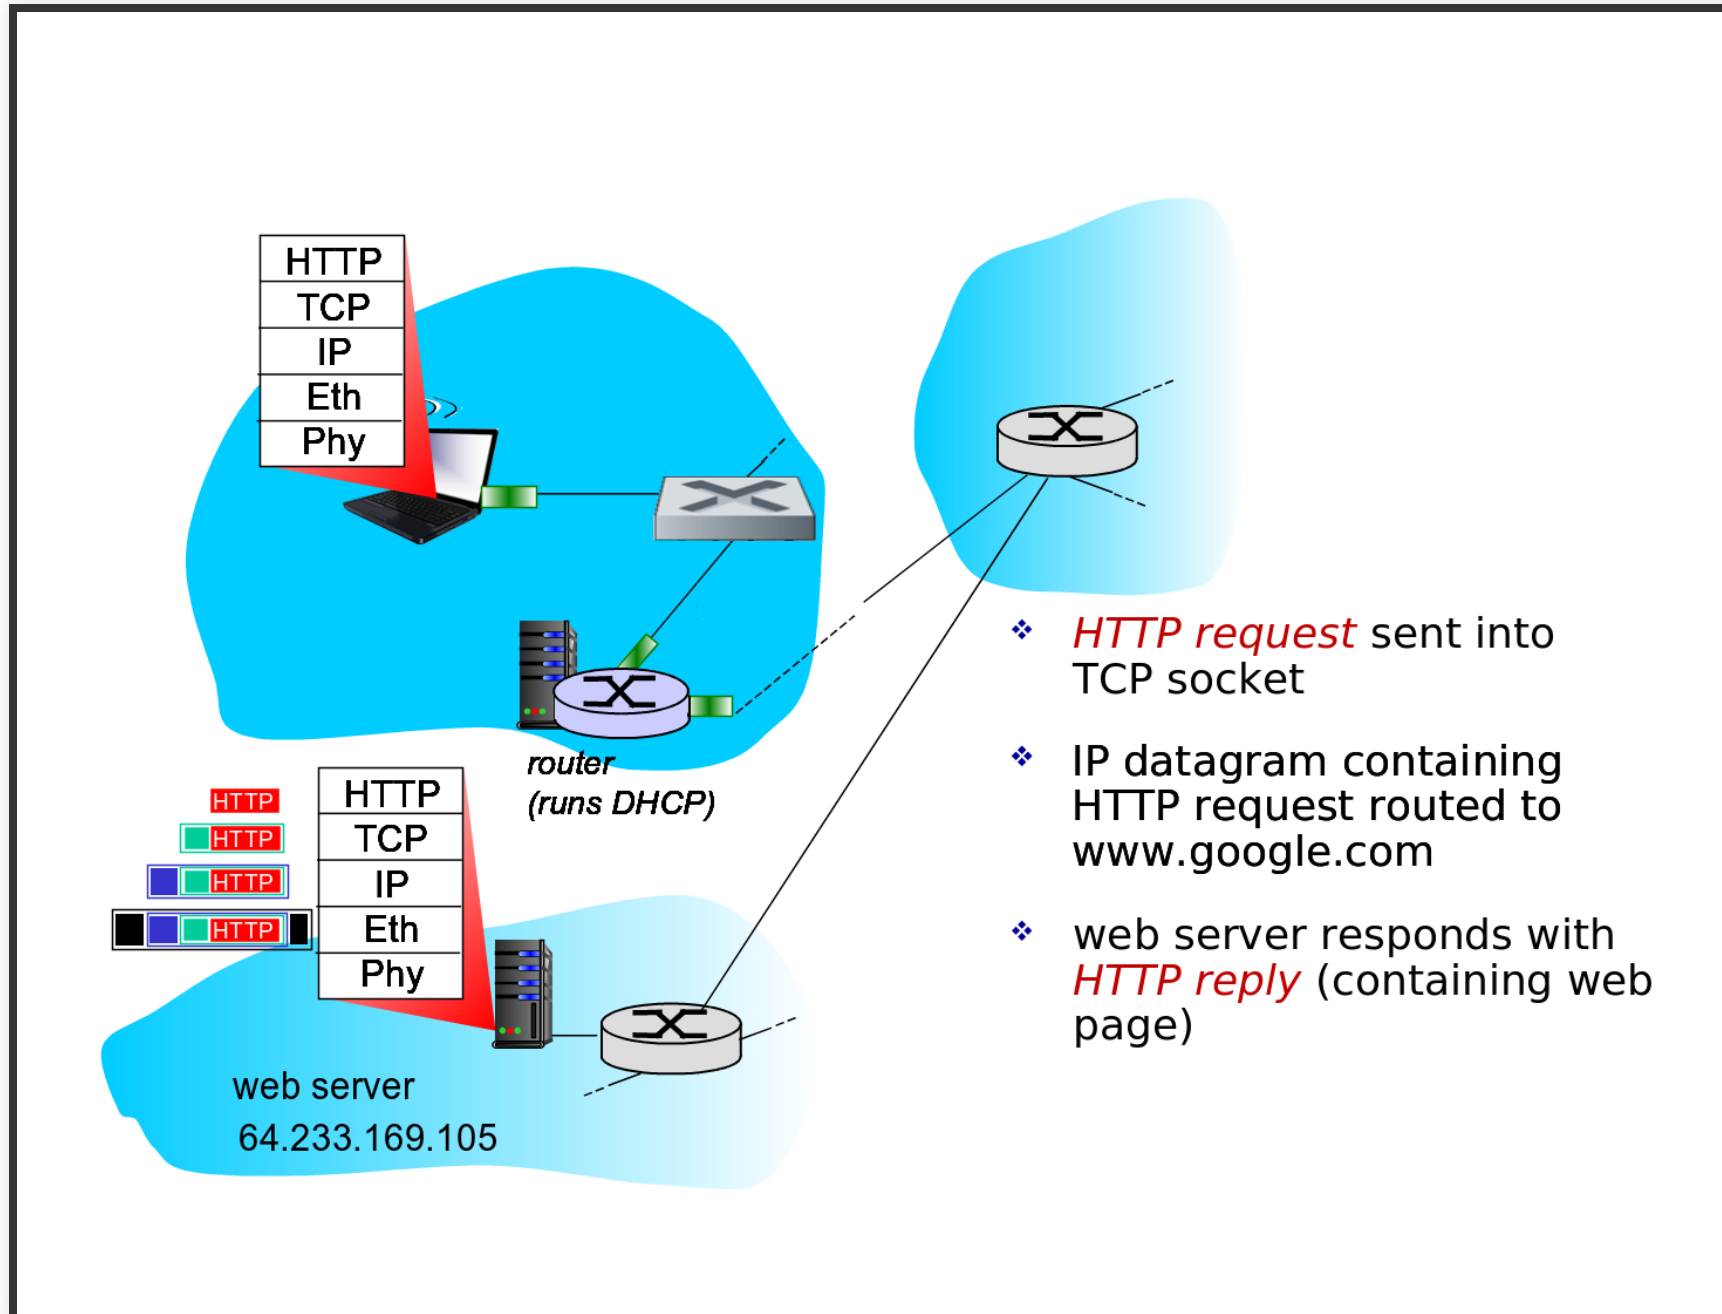 HTTP
TCP
IP
Eth
Phy
router
(runs DHCP)
HTTP
HTTP
HTTP
HTTP
HTTP
TCP
IP
Eth
Phy
web server
64.233.169.105
HTTP request sent into
TCP socket
IP datagram containing
HTTP request routed to
www.google.com
web server responds with
HTTP reply (containing web
page)